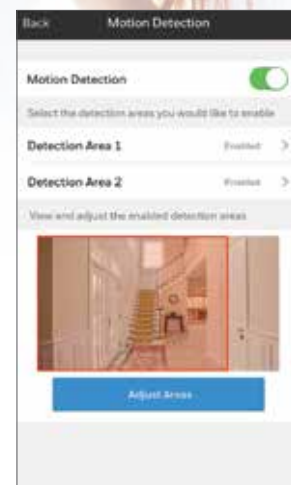 Back Motion Detection
Motion Detection
Select the detection areas you would like to enable
Detection Area 1 Enabled
Detection Area 2 Enabled
View and adjust the enabled detection areas
Adjust Areas